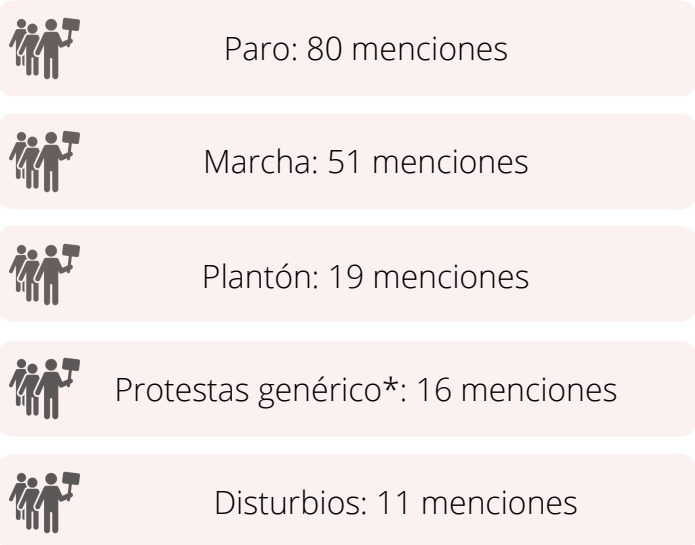 Paro: 80 menciones
Marcha: 51 menciones
Plantón: 19 menciones
Protestas genérico*: 16 menciones
Disturbios: 11 menciones